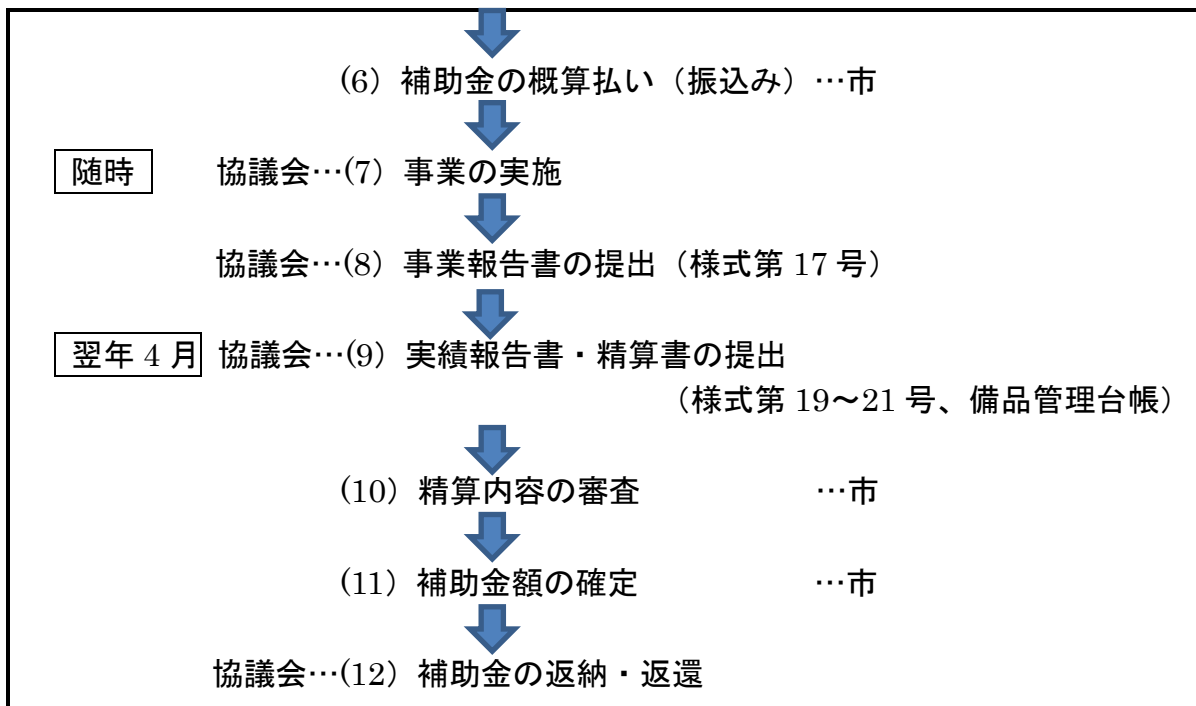 (6) 補助金の概算払い（振込み）…市
随時 協議会…(7) 事業の実施
協議会…(8) 事業報告書の提出（様式第 17 号）
翌年 4 月 協議会…(9) 実績報告書・精算書の提出
（様式第 19～21 号、備品管理台帳）
(10) 精算内容の審査 …市
(11) 補助金額の確定 …市
協議会…(12) 補助金の返納・返還